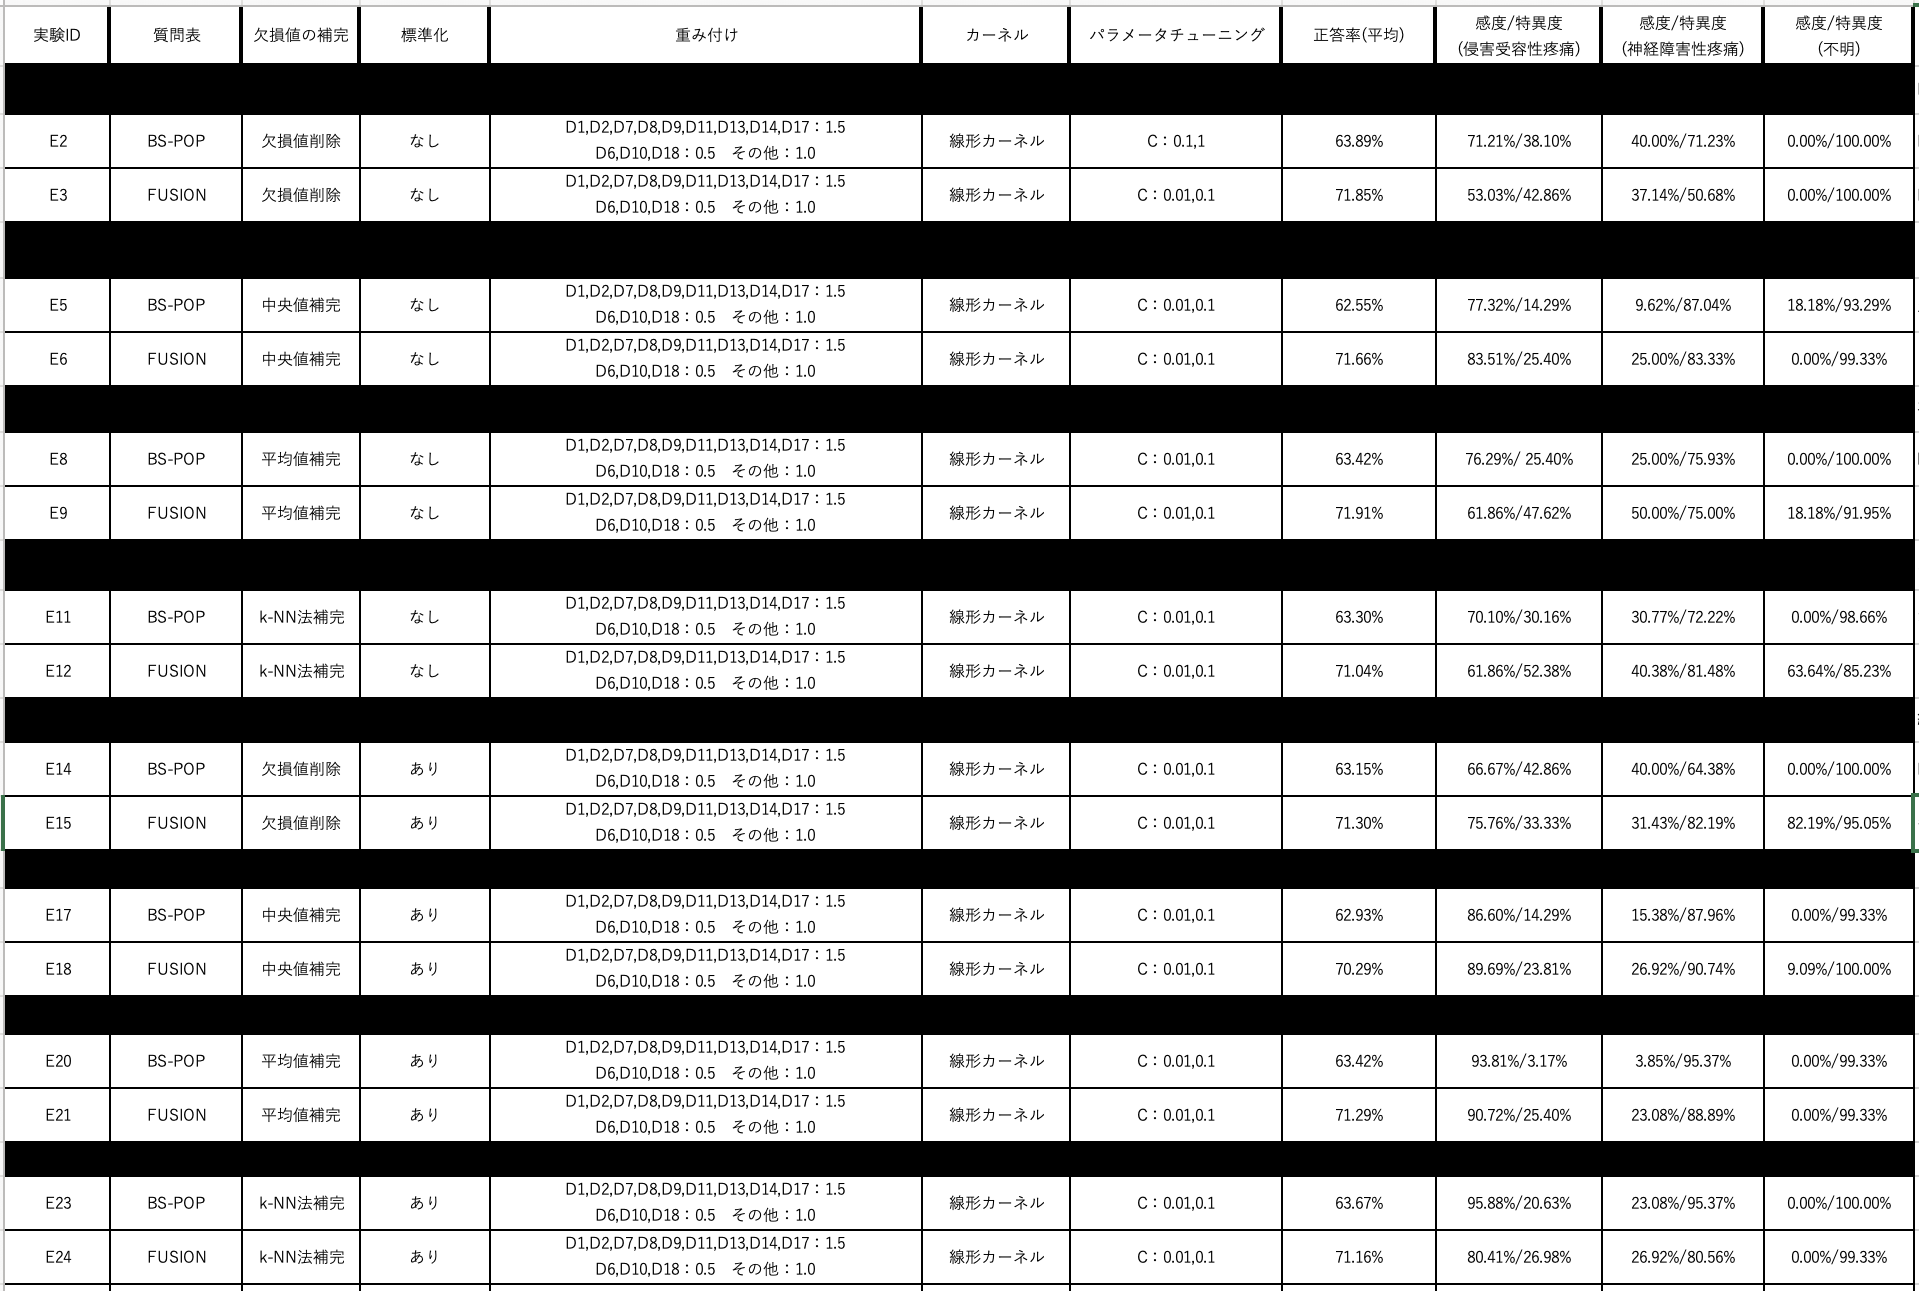 実験ID 質問表 欠損値の補完 標準化 重み付け カーネル パラメータチューニング 正答率(平均) 感度/特異度 (侵害受容性疼痛) 感度/特異度 (神経障害性疼痛) 感度/特異度 (不明)
E2 BS-POP 欠損値削除 なし D1,D2,D7,D8,D9,D11,D13,D14,D17：1.5
D6,D10,D18：0.5　その他：1.0 線形カーネル C：0.1,1 63.89% 71.21%/38.10% 40.00%/71.23% 0.00%/100.00%
E3 FUSION 欠損値削除 なし D1,D2,D7,D8,D9,D11,D13,D14,D17：1.5
D6,D10,D18：0.5　その他：1.0 線形カーネル C：0.01,0.1 71.85% 53.03%/42.86% 37.14%/50.68% 0.00%/100.00%
E5 BS-POP 中央値補完 なし D1,D2,D7,D8,D9,D11,D13,D14,D17：1.5
D6,D10,D18：0.5　その他：1.0 線形カーネル C：0.01,0.1 62.55% 77.32%/14.29% 9.62%/87.04% 18.18%/93.29%
E6 FUSION 中央値補完 なし D1,D2,D7,D8,D9,D11,D13,D14,D17：1.5
D6,D10,D18：0.5　その他：1.0 線形カーネル C：0.01,0.1 71.66% 83.51%/25.40% 25.00%/83.33% 0.00%/99.33%
E8 BS-POP 平均値補完 なし D1,D2,D7,D8,D9,D11,D13,D14,D17：1.5
D6,D10,D18：0.5　その他：1.0 線形カーネル C：0.01,0.1 63.42% 76.29%/ 25.40% 25.00%/75.93% 0.00%/100.00%
E9 FUSION 平均値補完 なし D1,D2,D7,D8,D9,D11,D13,D14,D17：1.5
D6,D10,D18：0.5　その他：1.0 線形カーネル C：0.01,0.1 71.91% 61.86%/47.62% 50.00%/75.00% 18.18%/91.95%
E11 BS-POP k-NN法補完 なし D1,D2,D7,D8,D9,D11,D13,D14,D17：1.5
D6,D10,D18：0.5　その他：1.0 線形カーネル C：0.01,0.1 63.30% 70.10%/30.16% 30.77%/72.22% 0.00%/98.66%
E12 FUSION k-NN法補完 なし D1,D2,D7,D8,D9,D11,D13,D14,D17：1.5
D6,D10,D18：0.5　その他：1.0 線形カーネル C：0.01,0.1 71.04% 61.86%/52.38% 40.38%/81.48% 63.64%/85.23%
E14 BS-POP 欠損値削除 あり D1,D2,D7,D8,D9,D11,D13,D14,D17：1.5
D6,D10,D18：0.5　その他：1.0 線形カーネル C：0.01,0.1 63.15% 66.67%/42.86% 40.00%/64.38% 0.00%/100.00%
E15 FUSION 欠損値削除 あり D1,D2,D7,D8,D9,D11,D13,D14,D17：1.5
D6,D10,D18：0.5　その他：1.0 線形カーネル C：0.01,0.1 71.30% 75.76%/33.33% 31.43%/82.19% 82.19%/95.05%
E17 BS-POP 中央値補完 あり D1,D2,D7,D8,D9,D11,D13,D14,D17：1.5
D6,D10,D18：0.5　その他：1.0 線形カーネル C：0.01,0.1 62.93% 86.60%/14.29% 15.38%/87.96% 0.00%/99.33%
E18 FUSION 中央値補完 あり D1,D2,D7,D8,D9,D11,D13,D14,D17：1.5
D6,D10,D18：0.5　その他：1.0 線形カーネル C：0.01,0.1 70.29% 89.69%/23.81% 26.92%/90.74% 9.09%/100.00%
E20 BS-POP 平均値補完 あり D1,D2,D7,D8,D9,D11,D13,D14,D17：1.5
D6,D10,D18：0.5　その他：1.0 線形カーネル C：0.01,0.1 63.42% 93.81%/3.17% 3.85%/95.37% 0.00%/99.33%
E21 FUSION 平均値補完 あり D1,D2,D7,D8,D9,D11,D13,D14,D17：1.5
D6,D10,D18：0.5　その他：1.0 線形カーネル C：0.01,0.1 71.29% 90.72%/25.40% 23.08%/88.89% 0.00%/99.33%
E23 BS-POP k-NN法補完 あり D1,D2,D7,D8,D9,D11,D13,D14,D17：1.5
D6,D10,D18：0.5　その他：1.0 線形カーネル C：0.01,0.1 63.67% 95.88%/20.63% 23.08%/95.37% 0.00%/100.00%
E24 FUSION k-NN法補完 あり D1,D2,D7,D8,D9,D11,D13,D14,D17：1.5
D6,D10,D18：0.5　その他：1.0 線形カーネル C：0.01,0.1 71.16% 80.41%/26.98% 26.92%/80.56% 0.00%/99.33%